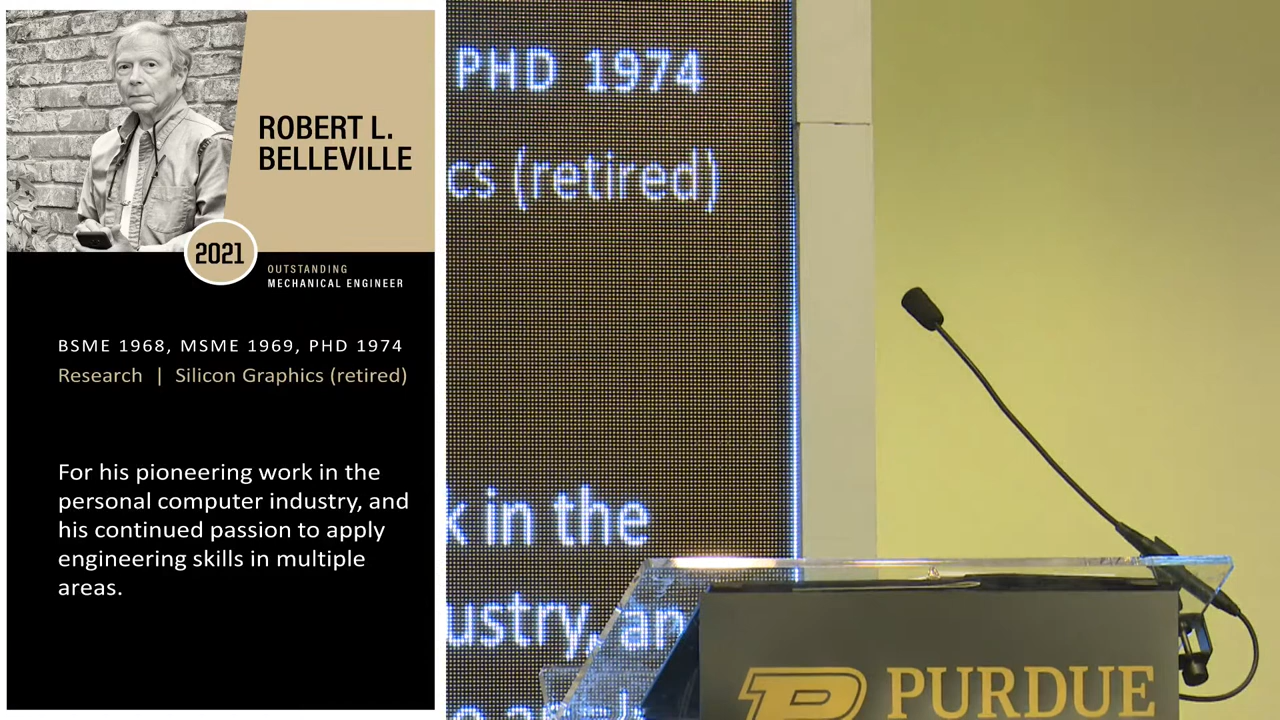 ROBERT L.
BELLEVILLE
2021
OUTSTANDING
MECHANICAL ENGINEER
BSME 1968, MSME 1969, PHD 1974
Research | Silicon Graphics (retired)
For his pioneering work in the
personal computer industry, and
his continued passion to apply
engineering skills in multiple
areas.
PHD 1974
cs (retired)
k in the
ustry, an
PURDUE